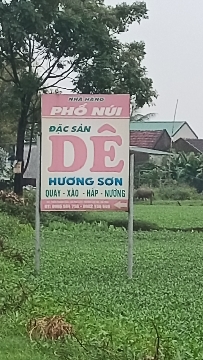 NHÀ HÀNG
PHỐ NÚI
ĐẶC SẢN
DÊ
HƯƠNG SƠN
QUAY - XÀO - HẤP - NƯỚNG